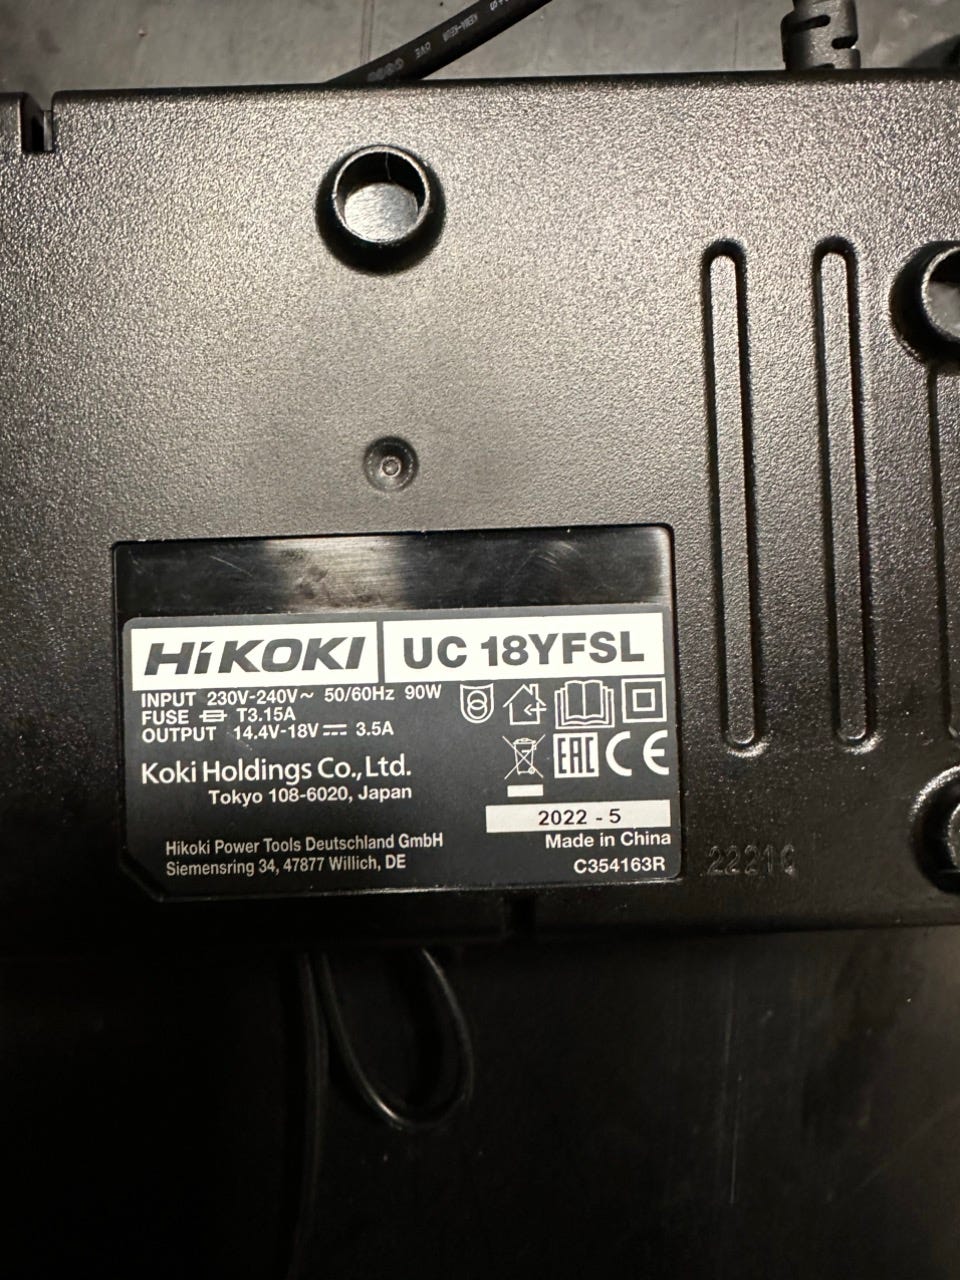 HiKOKI UC 18YFSL
INPUT 230V-240V~ 50/60Hz 90W
FUSE T3.15A
OUTPUT 14.4V-18V⎓ 3.5A
EAC CE
Koki Holdings Co.,Ltd.
Tokyo 108-6020, Japan
2022 - 5
Made in China
Hikoki Power Tools Deutschland GmbH
Siemensring 34, 47877 Willich, DE
C354163R